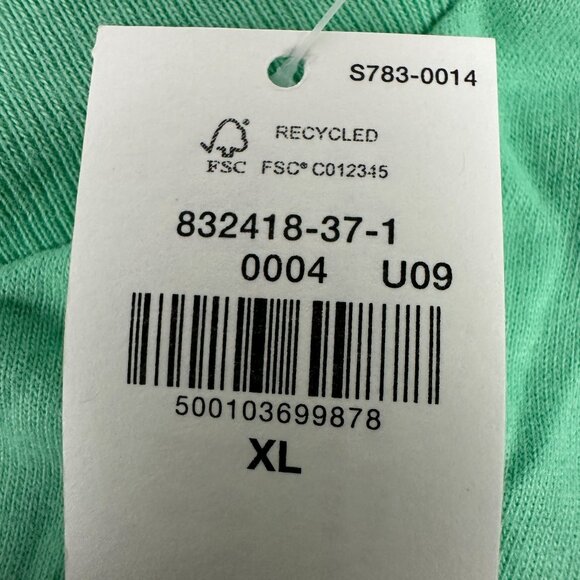 S783-0014
RECYCLED
FSC FSC® C012345
832418-37-1
0004 U09
500103699878
XL